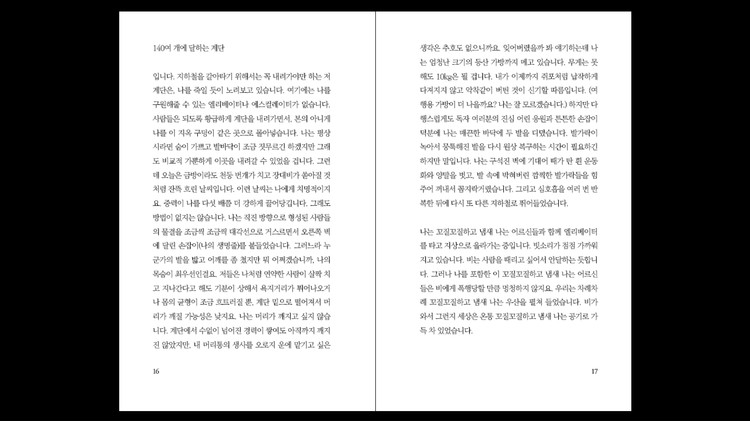 140여 개에 달하는 계단
입니다. 지하철을 갈아타기 위해서는 꼭 내려가야만 하는 저
계단은, 나를 죽일 듯이 노려보고 있습니다. 여기에는 나를
구원해줄 수 있는 엘리베이터나 에스컬레이터가 없습니다.
사람들은 되도록 황급하게 계단을 내려가면서, 본의 아니게
나를 이 지옥 구덩이 같은 곳으로 몰아넣습니다. 나는 평상
시라면 숨이 가쁘고 발바닥이 조금 짓무르긴 하겠지만 그래
도 비교적 가뿐하게 이곳을 내려갈 수 있었을 겁니다. 그런
데 오늘은 금방이라도 천둥 번개가 치고 장대비가 쏟아질 것
처럼 잔뜩 흐린 날씨입니다. 이런 날씨는 나에게 치명적이지
요. 중력이 나를 다섯 배쯤 더 강하게 끌어당깁니다. 그래도
방법이 없지는 않습니다. 나는 직진 방향으로 형성된 사람들
의 물결을 조금씩 조금씩 대각선으로 거스르면서 오른쪽 벽
에 달린 손잡이(나의 생명줄)를 붙들었습니다. 그러느라 누
군가의 발을 밟고 어깨를 좀 쳤지만 뭐 어쩌겠습니까, 나의
목숨이 최우선인걸요. 저들은 나처럼 연약한 사람이 살짝 치
고 지나간다고 해도 기분이 상해서 욕지거리가 튀어나오거
나 몸의 균형이 조금 흐트러질 뿐, 계단 밑으로 떨어져서 머
리가 깨질 가능성은 낮지요. 나는 머리가 깨지고 싶지 않습
니다. 계단에서 수없이 넘어진 경력이 쌓여도 아직까지 깨지
진 않았지만, 내 머리통의 생사를 오로지 운에 맡기고 싶은
16
생각은 추호도 없으니까요. 잊어버렸을까 봐 얘기하는데 나
는 엄청난 크기의 등산 가방까지 메고 있습니다. 무게는 못
해도 10kg은 될 겁니다. 내가 이제까지 쥐포처럼 납작하게
다져지지 않고 악착같이 버틴 것이 신기할 따름입니다. (여
행용 가방이 더 나을까요? 나는 잘 모르겠습니다.) 하지만 다
행스럽게도 독자 여러분의 진심 어린 응원과 튼튼한 손잡이
덕분에 나는 매끈한 바닥에 두 발을 디뎠습니다. 발가락이
녹아서 뭉툭해진 발을 다시 원상 복구하는 시간이 필요하긴
하지만 말입니다. 나는 구석진 벽에 기대어 때가 탄 흰 운동
화와 양말을 벗고, 발 속에 박혀버린 깜찍한 발가락들을 힘
주어 꺼내서 꼼지락거렸습니다. 그리고 심호흡을 여러 번 반
복한 뒤에 다시 또 다른 지하철로 뛰어들었습니다.
나는 꼬질꼬질하고 냄새 나는 어르신들과 함께 엘리베이터
를 타고 지상으로 올라가는 중입니다. 빗소리가 점점 가까워
지고 있습니다. 비는 사람을 때리고 싶어서 안달하는 듯합니
다. 그러나 나를 포함한 이 꼬질꼬질하고 냄새 나는 어르신
들은 비에게 폭행당할 만큼 멍청하지 않지요. 우리는 차례차
례 꼬질꼬질하고 냄새 나는 우산을 펼쳐 들었습니다. 비가
와서 그런지 세상은 온통 꼬질꼬질하고 냄새 나는 공기로 가
득 차 있었습니다.
17